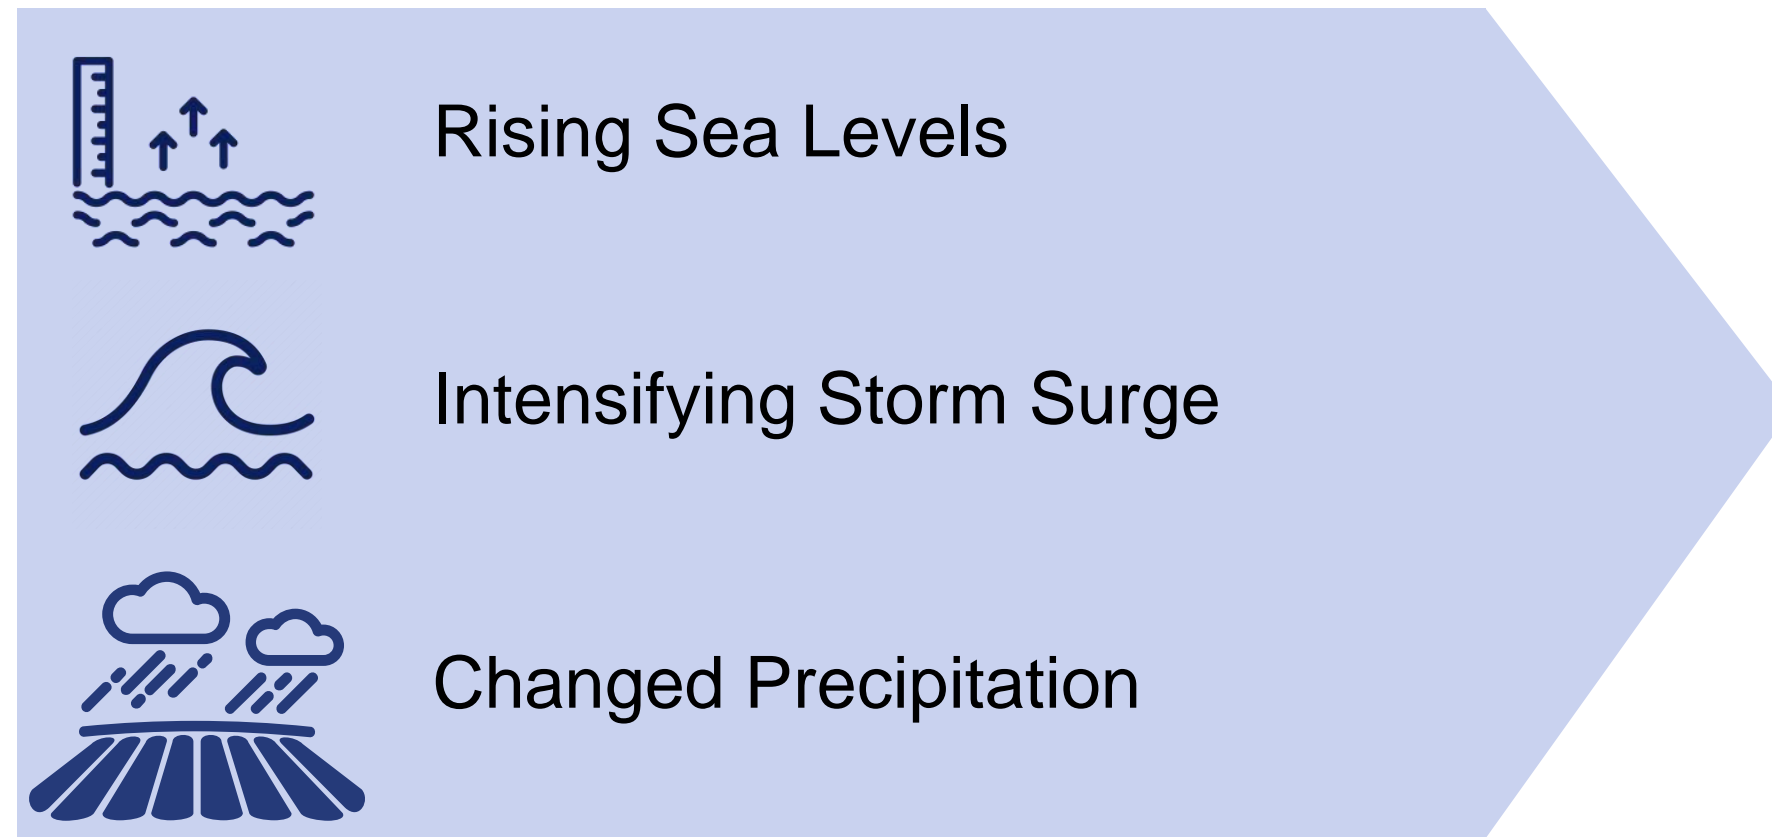 Rising Sea Levels
Intensifying Storm Surge
Changed Precipitation